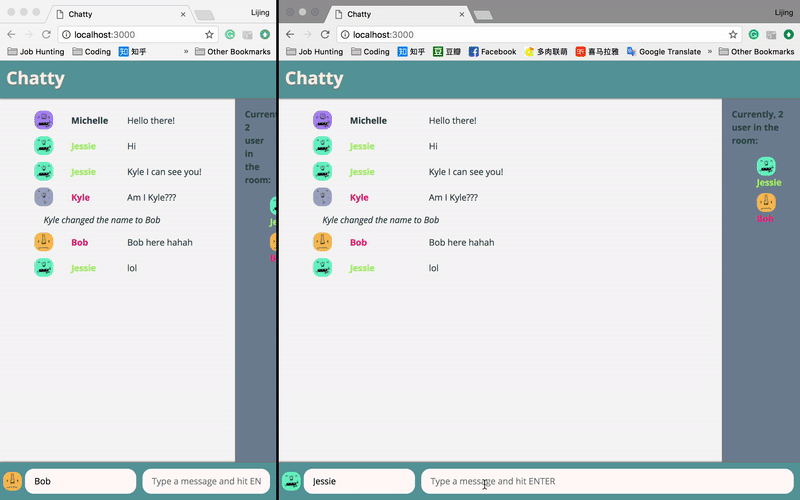 Chatty
Lijing
localhost:3000
Job Hunting
Coding
知乎
»
Other Bookmarks
Chatty
Michelle
Hello there!
Jessie
Hi
Jessie
Kyle I can see you!
Kyle
Am I Kyle???
Kyle changed the name to Bob
Bob
Bob here hahah
Jessie
lol
Current
2
user
in
the
room:
Bob
Type a message and hit EN
Chatty
Lijing
localhost:3000
Job Hunting
Coding
知乎
豆瓣
Facebook
多肉联萌
喜马拉雅
Google Translate
»
Other Bookmarks
Chatty
Michelle
Hello there!
Jessie
Hi
Jessie
Kyle I can see you!
Kyle
Am I Kyle???
Kyle changed the name to Bob
Bob
Bob here hahah
Jessie
lol
Currently, 2
user in the
room:
Jessie
Bob
Jessie
Type a message and hit ENTER